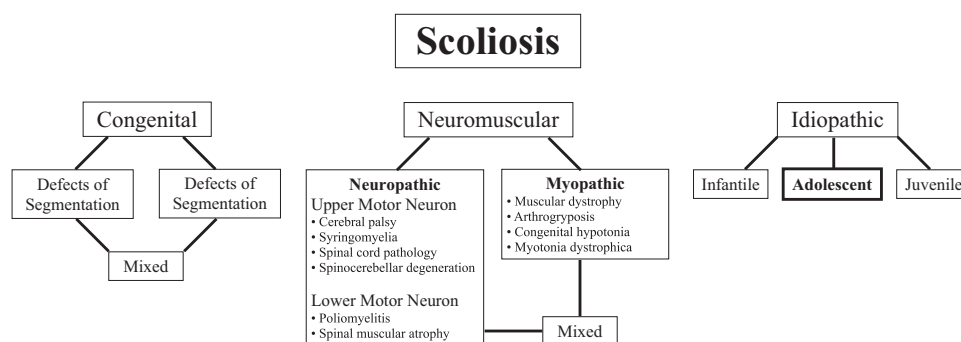 Scoliosis
Congenital
Defects of
Segmentation
Defects of
Segmentation
Mixed
Neuromuscular
Neuropathic
Upper Motor Neuron
• Cerebral palsy
• Syringomyelia
• Spinal cord pathology
• Spinocerebellar degeneration
Lower Motor Neuron
• Poliomyelitis
• Spinal muscular atrophy
Myopathic
• Muscular dystrophy
• Arthrogryposis
• Congenital hypotonia
• Myotonia dystrophica
Mixed
Idiopathic
Infantile
Adolescent
Juvenile